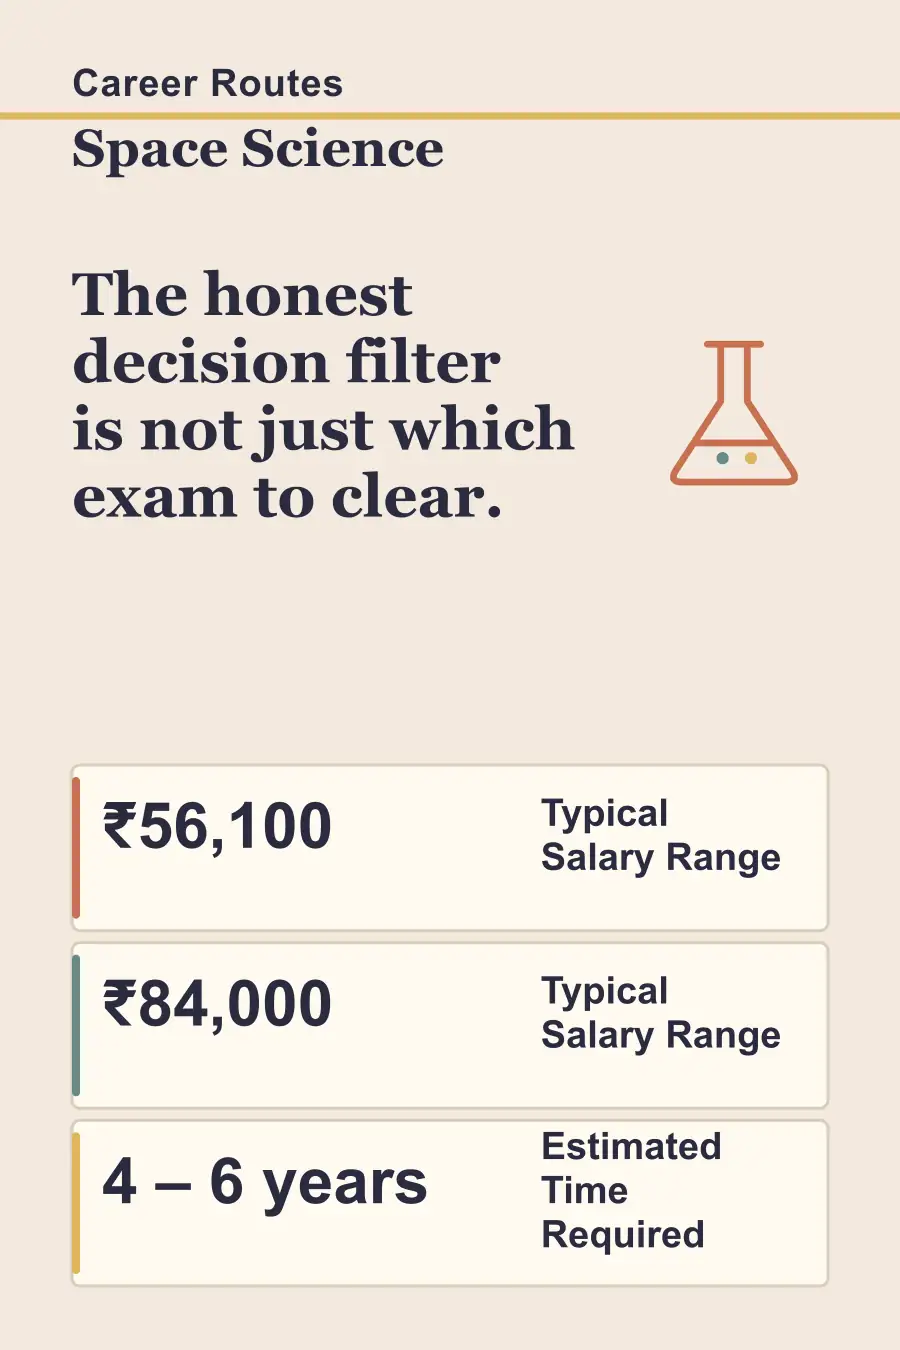 Career Routes
Space Science
The honest
decision filter
is not just which
exam to clear.
₹56,100
Typical
Salary Range
₹84,000
Typical
Salary Range
4 – 6 years
Estimated
Time
Required